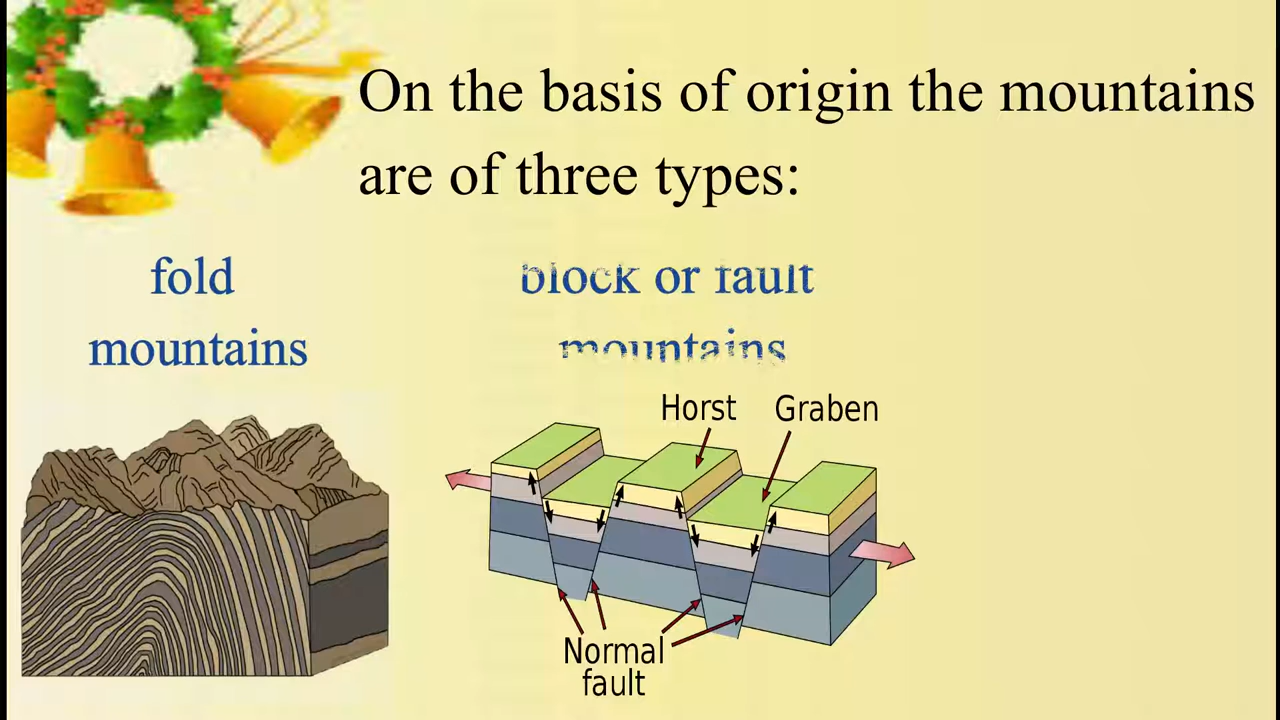 On the basis of origin the mountains
are of three types:
fold
mountains
block or fault
mountains
Horst
Graben
Normal
fault